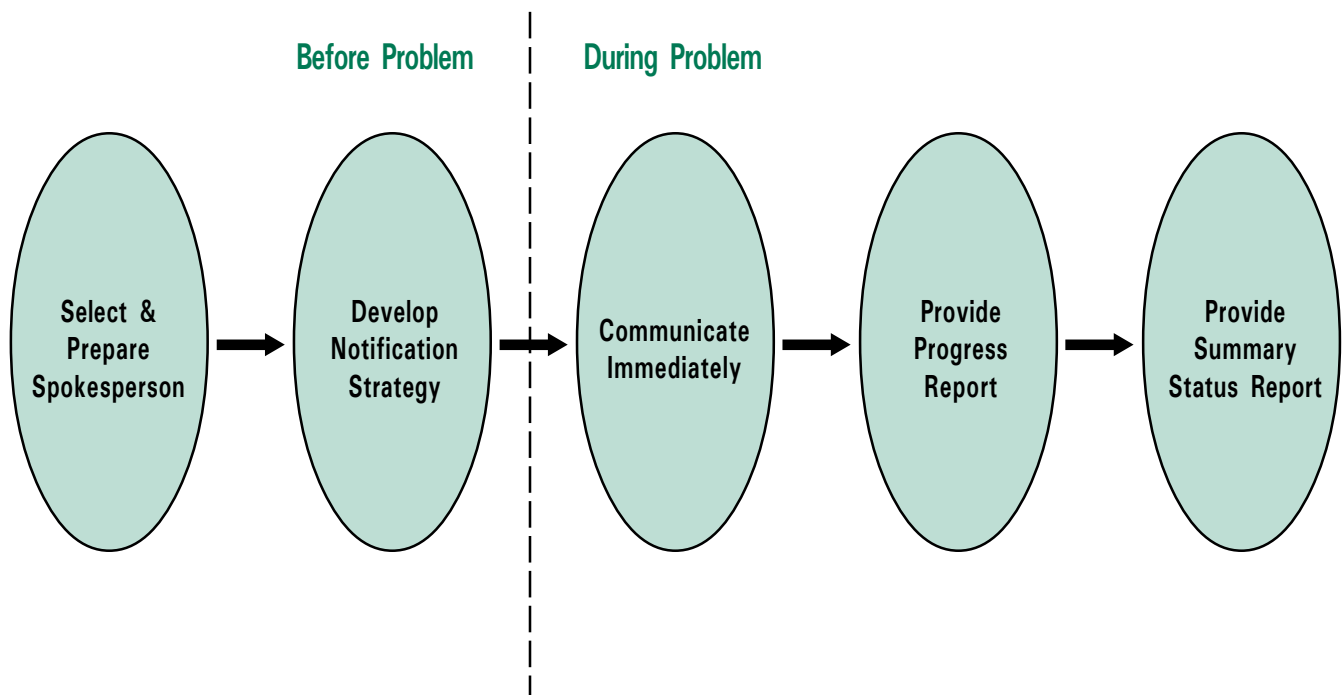 Before Problem
During Problem
Select &
Prepare
Spokesperson
Develop
Notification
Strategy
Communicate
Immediately
Provide
Progress
Report
Provide
Summary
Status Report